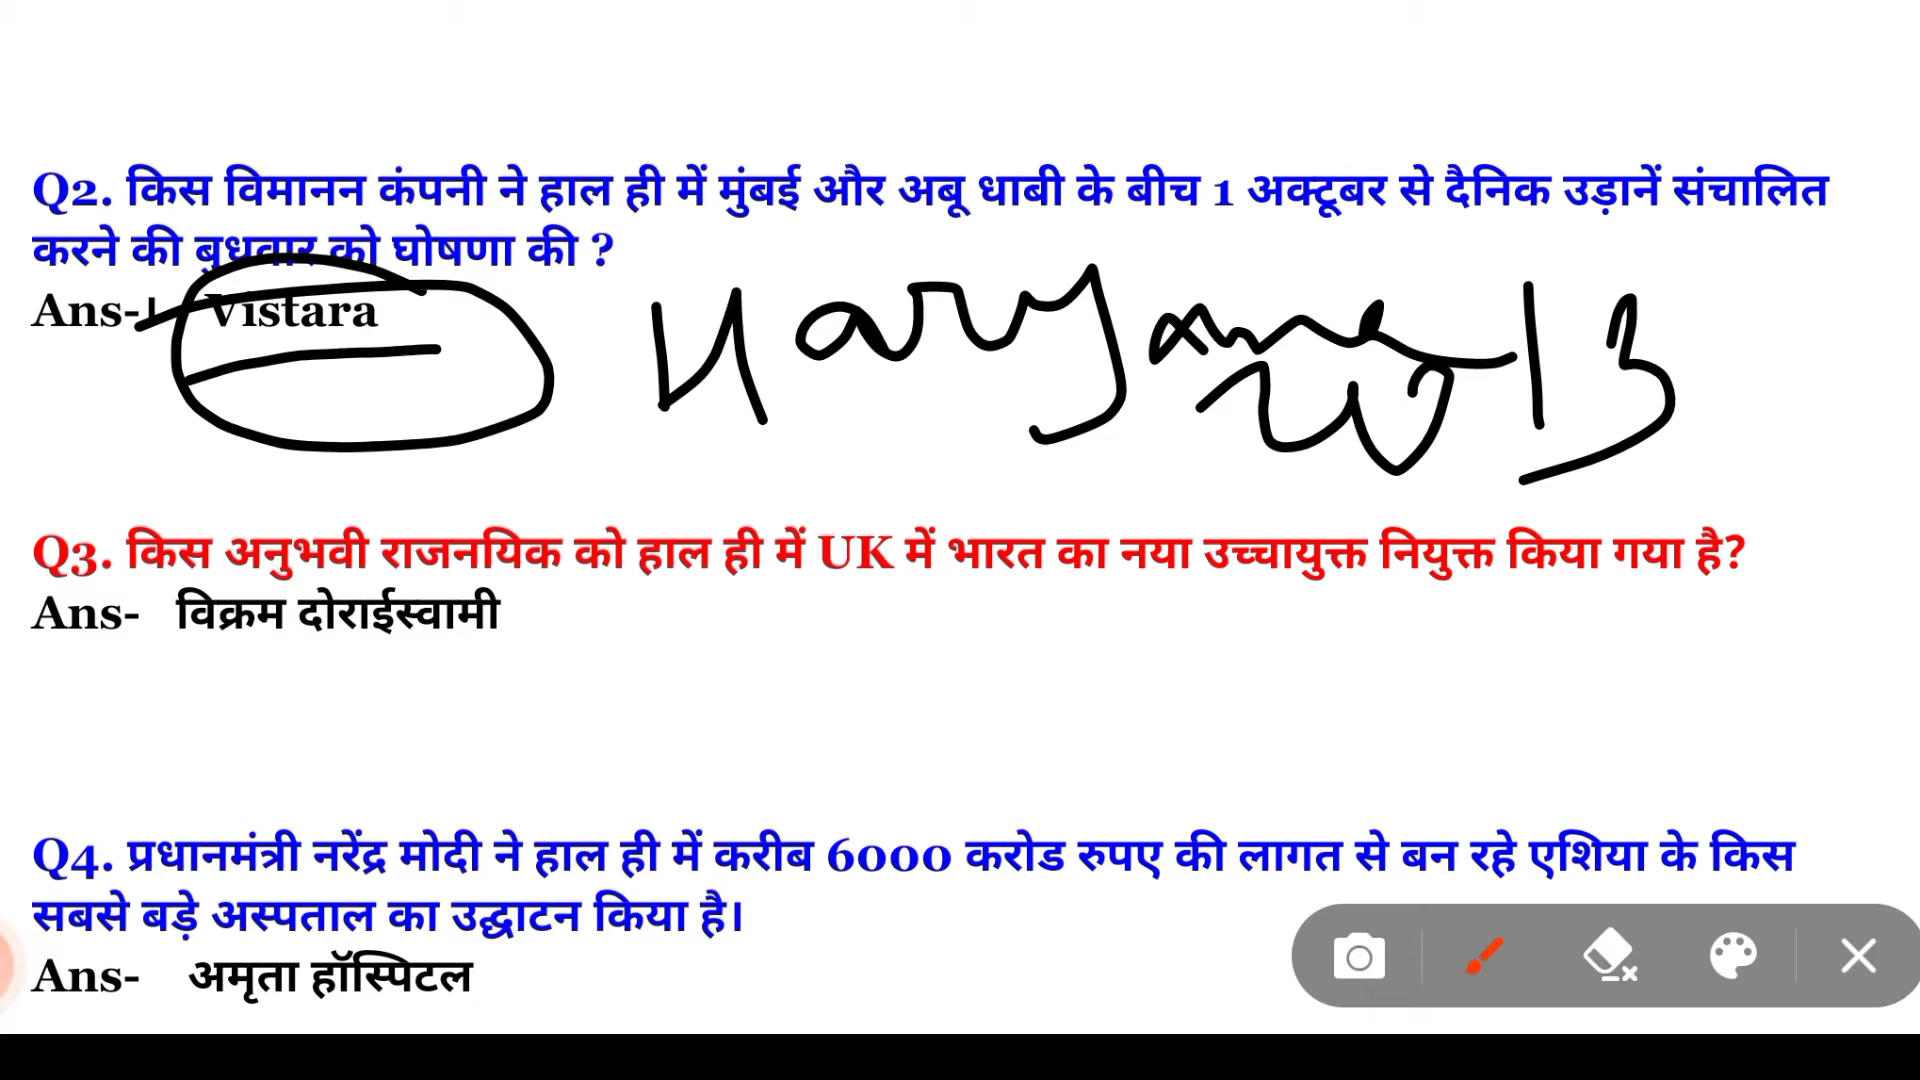 Q2. किस विमानन कंपनी ने हाल ही में मुंबई और अबू धाबी के बीच 1 अक्टूबर से दैनिक उड़ानें संचालित
करने की बुधवार को घोषणा की ?
Ans- Vistara
Haryana
2013
Q3. किस अनुभवी राजनयिक को हाल ही में UK में भारत का नया उच्चायुक्त नियुक्त किया गया है?
Ans- विक्रम दोराईस्वामी
Q4. प्रधानमंत्री नरेंद्र मोदी ने हाल ही में करीब 6000 करोड रुपए की लागत से बन रहे एशिया के किस
सबसे बड़े अस्पताल का उद्घाटन किया है।
Ans- अमृता हॉस्पिटल